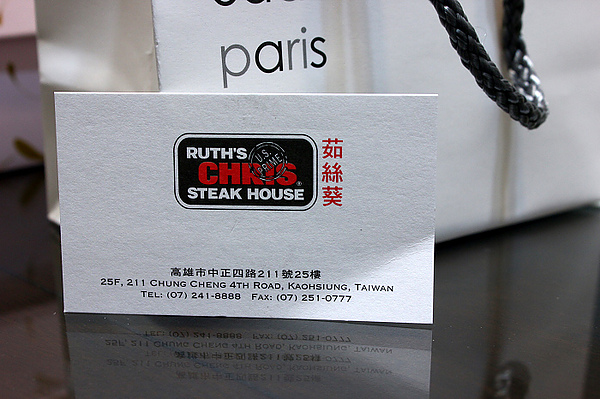 paris
RUTH'S
U.S. PRIME
CHRIS®
STEAK HOUSE
茹絲葵
高雄市中正四路211號25樓
25F, 211 CHUNG CHENG 4TH ROAD, KAOHSIUNG, TAIWAN
TEL: (07) 241-8888 FAX: (07) 251-0777